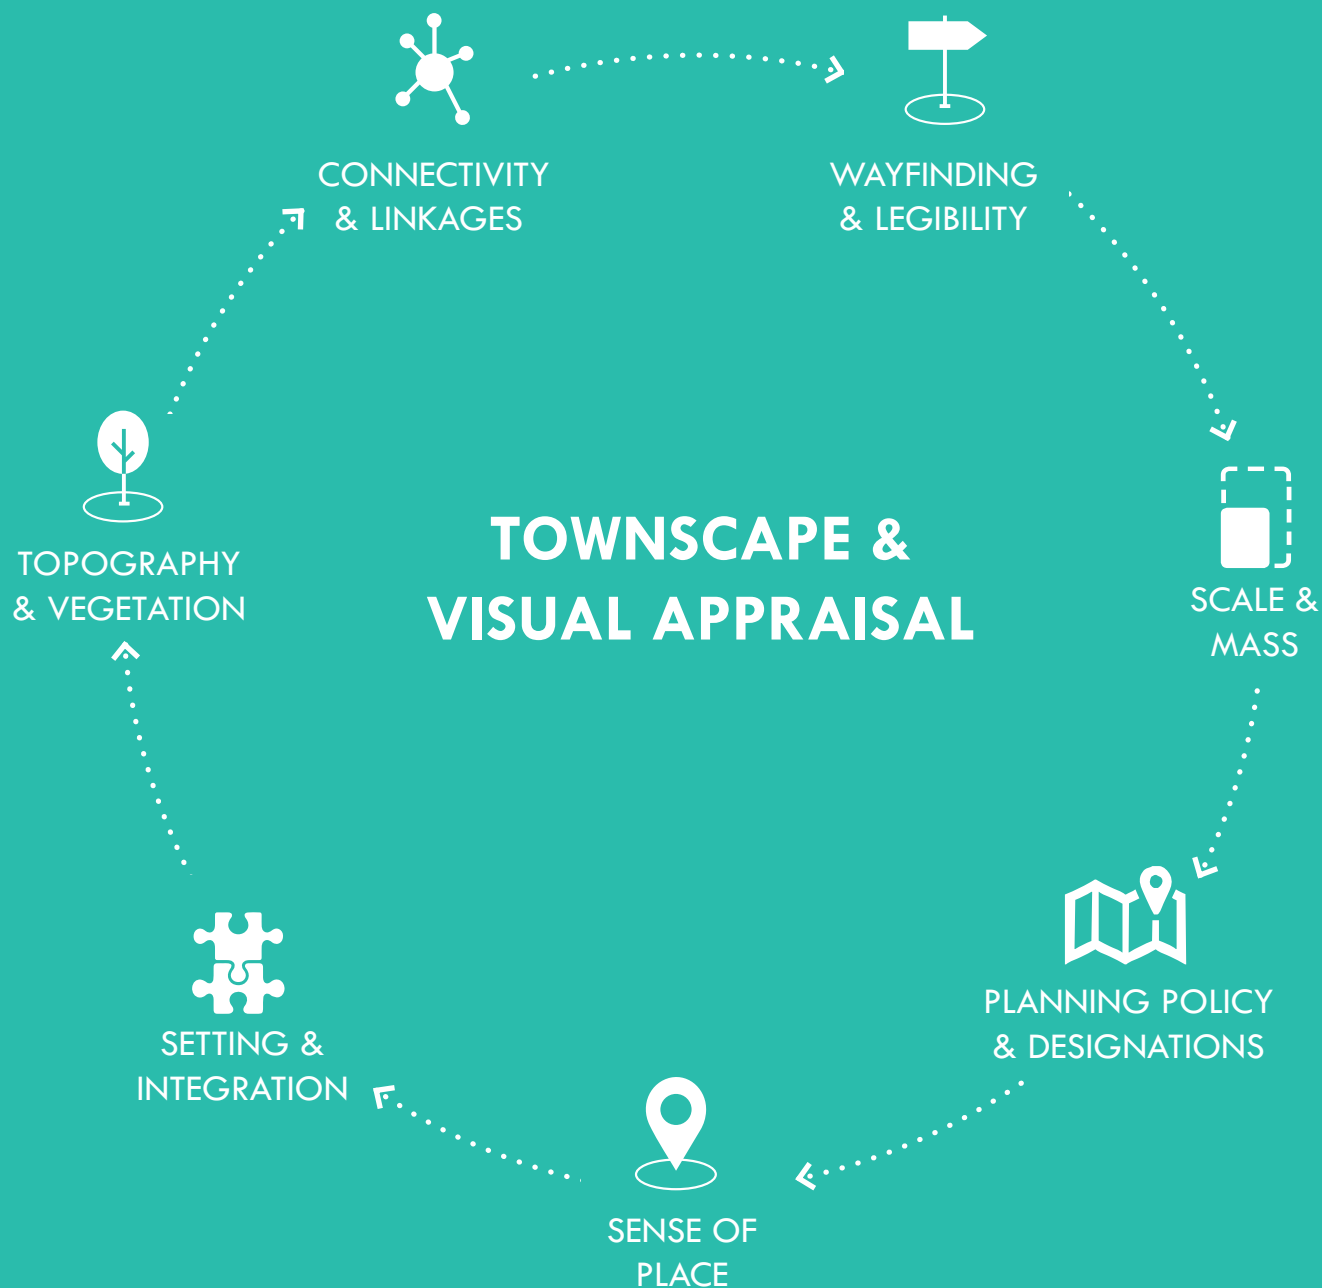 CONNECTIVITY
& LINKAGES
WAYFINDING
& LEGIBILITY
TOPOGRAPHY
& VEGETATION
TOWNSCAPE &
VISUAL APPRAISAL
SCALE &
MASS
PLANNING POLICY
& DESIGNATIONS
SETTING &
INTEGRATION
SENSE OF
PLACE